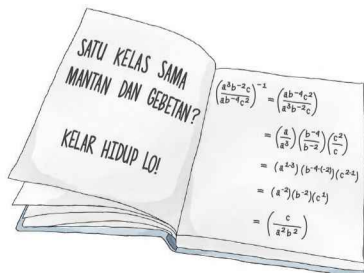 SATU KELAS SAMA
MANTAN DAN GEBETAN?
KELAR HIDUP LO!
(a³b⁻²c / ab⁻⁴c²)⁻¹ = (ab⁻⁴c² / a³b⁻²c)
= (a/a³)(b⁻⁴/b⁻²)(c²/c)
= (a¹⁻³)(b⁻⁴⁻⁽⁻²⁾)(c²⁻¹)
= (a⁻²)(b⁻²)(c¹)
= (c / a²b²)